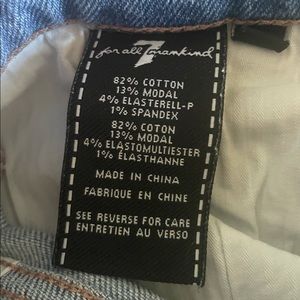 7
for all mankind
82% COTTON
13% MODAL
4% ELASTERELL-P
1% SPANDEX
82% COTON
13% MODAL
4% ELASTOMULTIESTER
1% ÉLASTHANNE
MADE IN CHINA
FABRIQUE EN CHINE
SEE REVERSE FOR CARE
ENTRETIEN AU VERSO